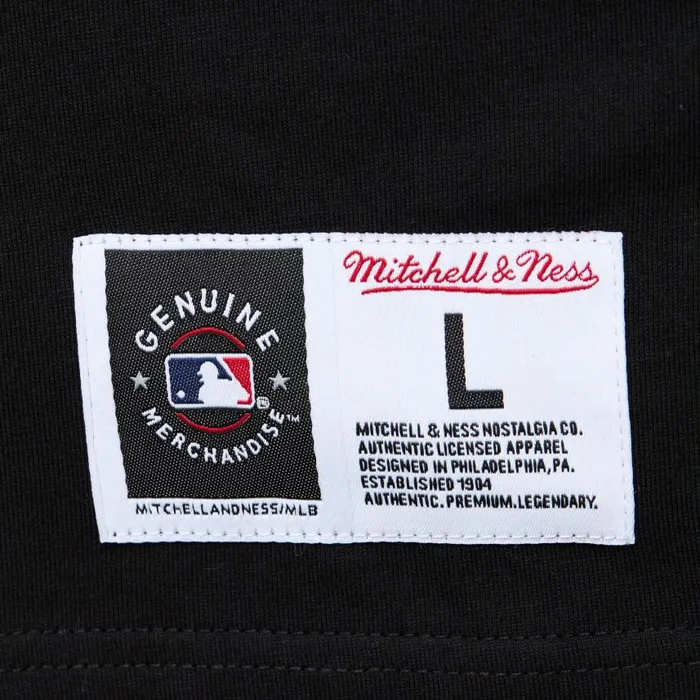 GENUINE
MERCHANDISE™
MITCHELLANDNESS/MLB
Mitchell & Ness
L
MITCHELL & NESS NOSTALGIA CO.
AUTHENTIC LICENSED APPAREL
DESIGNED IN PHILADELPHIA, PA.
ESTABLISHED 1904
AUTHENTIC.PREMIUM.LEGENDARY.